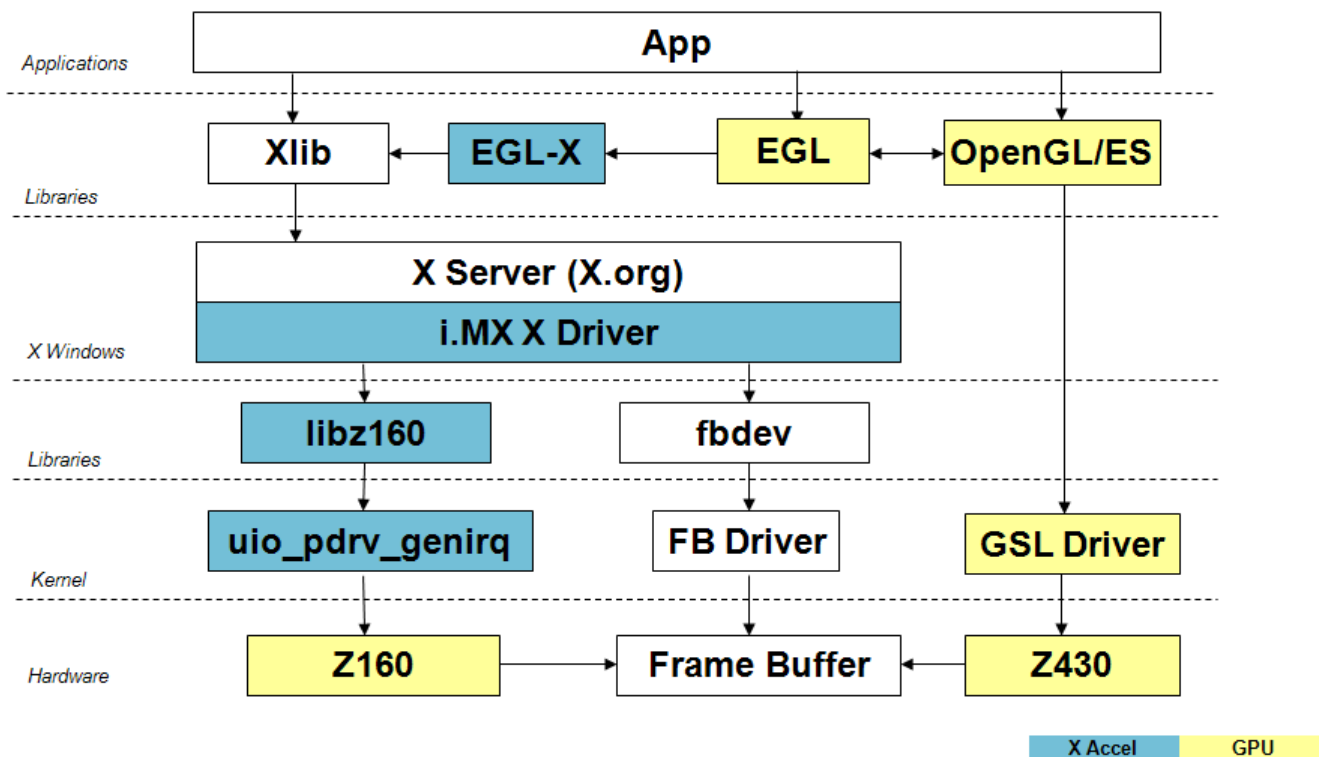 App
Applications
Xlib
EGL-X
EGL
OpenGL/ES
Libraries
X Server (X.org)
i.MX X Driver
X Windows
libz160
fbdev
Libraries
uio_pdrv_genirq
FB Driver
GSL Driver
Kernel
Z160
Frame Buffer
Z430
Hardware
X Accel
GPU